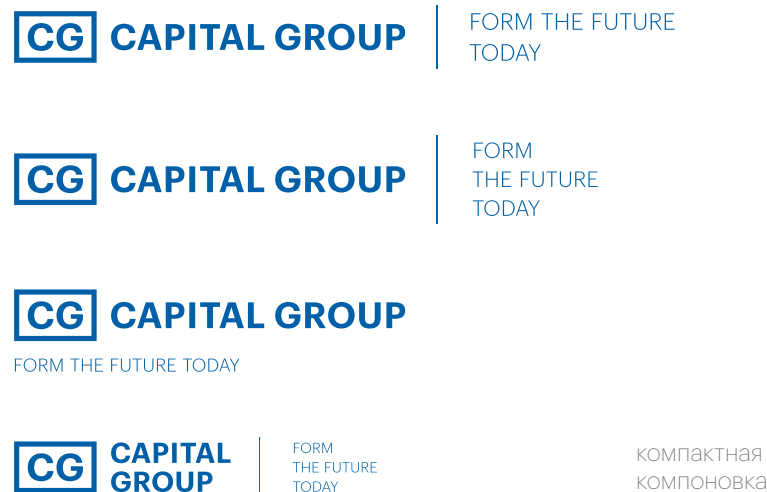 CG CAPITAL GROUP FORM THE FUTURE
TODAY
CG CAPITAL GROUP
FORM
THE FUTURE
TODAY
CG CAPITAL GROUP
FORM THE FUTURE TODAY
CG
CAPITAL
GROUP
FORM
THE FUTURE
TODAY
компактная
компоновка